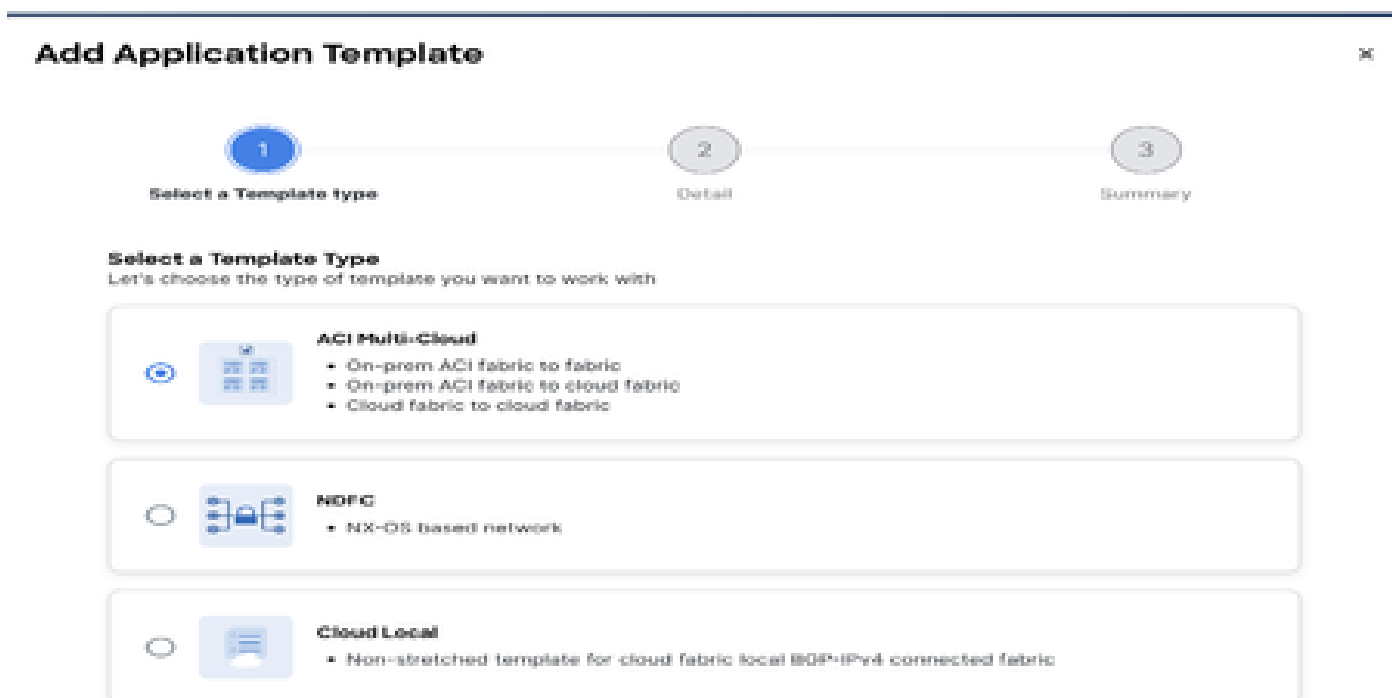 Add Application Template
1
2
3
Select a Template type
Detail
Summary
Select a Template Type
Let's choose the type of template you want to work with
ACI Multi-Cloud
• On-prem ACI fabric to fabric
• On-prem ACI fabric to cloud fabric
• Cloud fabric to cloud fabric
NDFC
• NX-OS based network
Cloud Local
• Non-stretched template for cloud fabric local BGP-IPv4 connected fabric